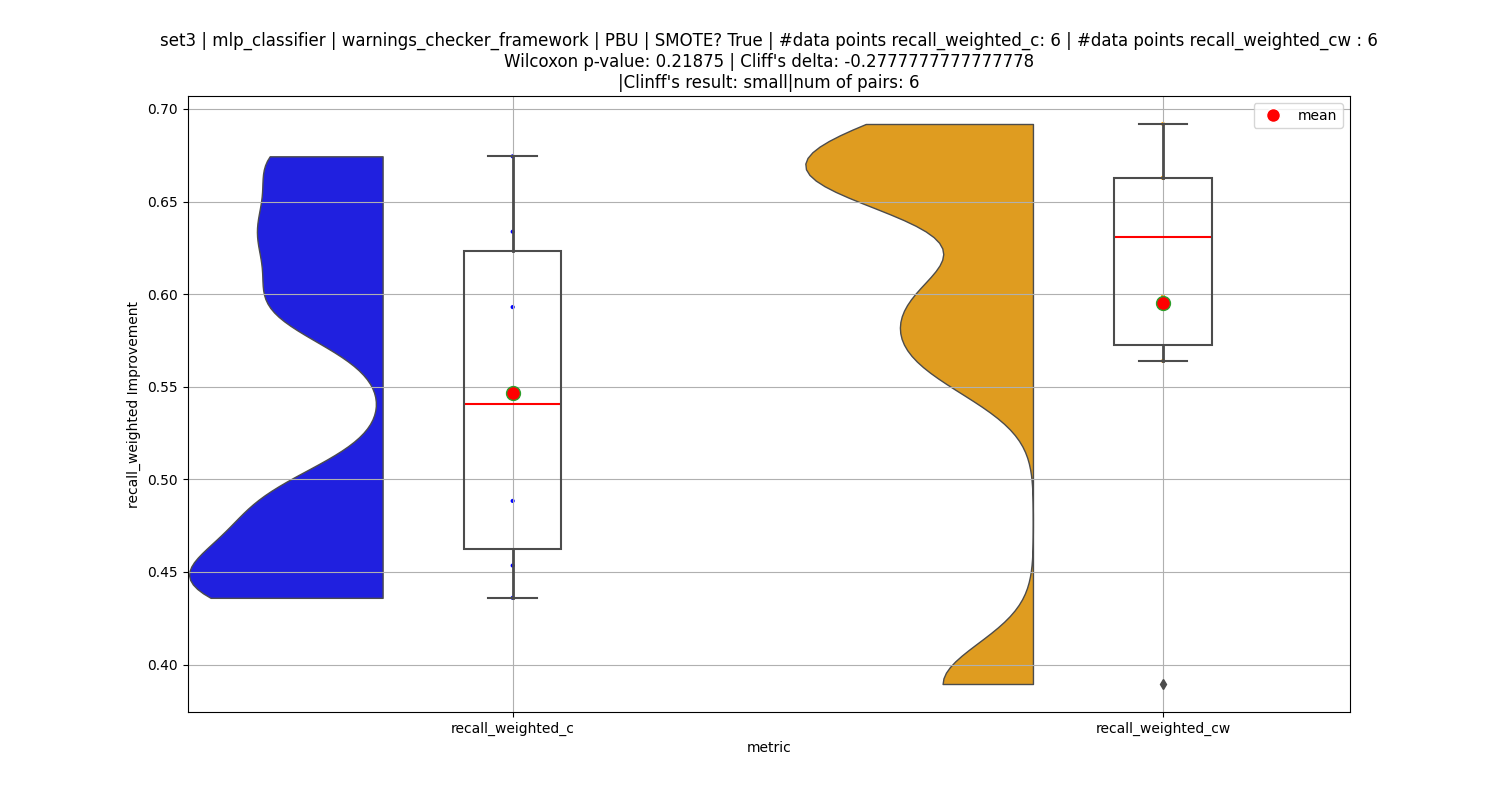 set3 | mlp_classifier | warnings_checker_framework | PBU | SMOTE? True | #data points recall_weighted_c: 6 | #data points recall_weighted_cw : 6
Wilcoxon p-value: 0.21875 | Cliff's delta: -0.2777777777777778
|Clinff's result: small|num of pairs: 6
mean
0.70
0.65
0.60
0.55
0.50
0.45
0.40
recall_weighted Improvement
recall_weighted_c
recall_weighted_cw
metric